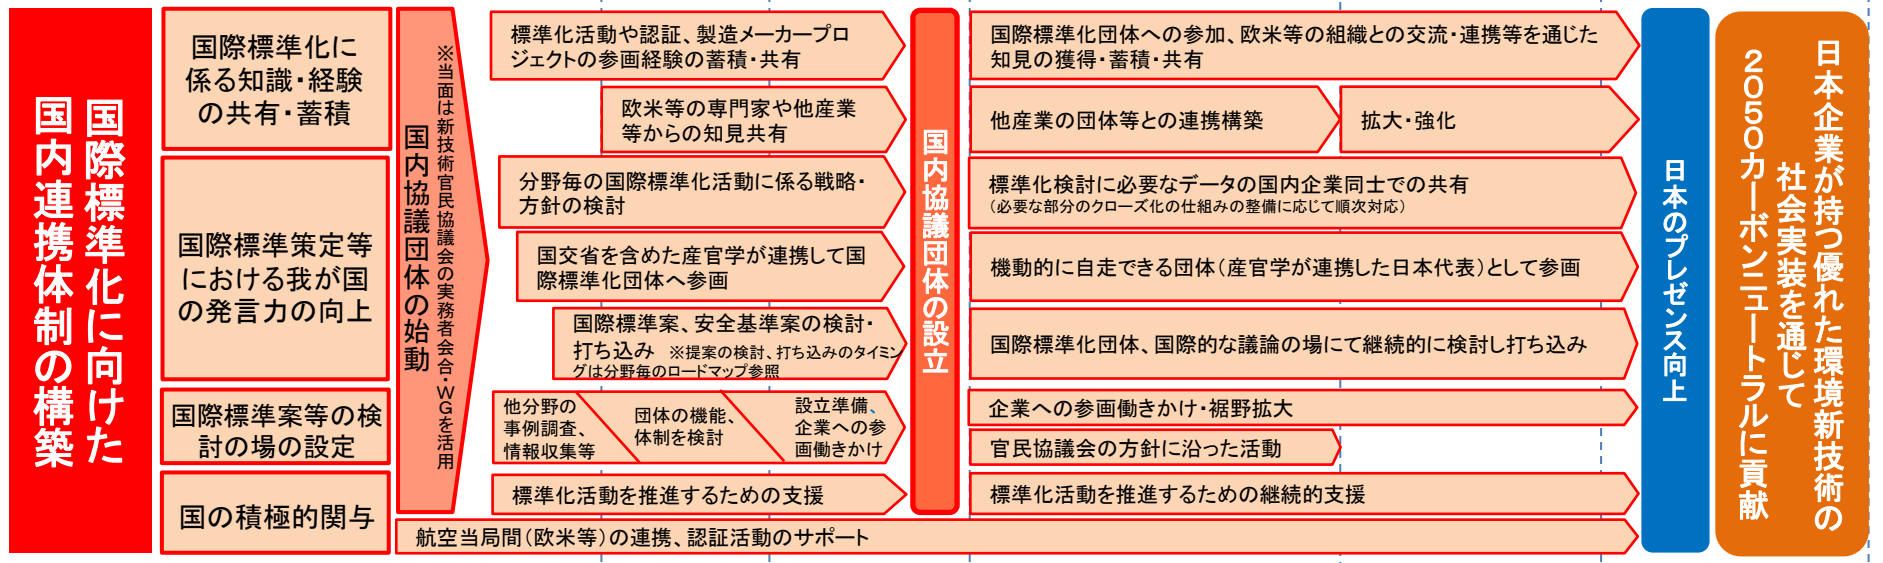 国際標準化に向けた
国内連携体制の構築
国際標準化に
係る知識・経験
の共有・蓄積
国際標準策定等
における我が国
の発言力の向上
国際標準案等の検
討の場の設定
国の積極的関与
国内協議団体の始動
※当面は新技術官民協議会の実務者会合・WGを活用
標準化活動や認証、製造メーカープロ
ジェクトの参画経験の蓄積・共有
欧米等の専門家や他産業
等からの知見共有
分野毎の国際標準化活動に係る戦略・
方針の検討
国交省を含めた産官学が連携して国
際標準化団体へ参画
国際標準案、安全基準案の検討・
打ち込み ※提案の検討、打ち込みのタイミン
グは分野毎のロードマップ参照
他分野の
事例調査、
情報収集等
団体の機能、
体制を検討
設立準備、
企業への参
画働きかけ
標準化活動を推進するための支援
国内協議団体の設立
国際標準化団体への参加、欧米等の組織との交流・連携等を通じた
知見の獲得・蓄積・共有
他産業の団体等との連携構築
拡大・強化
標準化検討に必要なデータの国内企業同士での共有
（必要な部分のクローズ化の仕組みの整備に応じて順次対応）
機動的に自走できる団体（産官学が連携した日本代表）として参画
国際標準化団体、国際的な議論の場にて継続的に検討し打ち込み
企業への参画働きかけ・裾野拡大
官民協議会の方針に沿った活動
標準化活動を推進するための継続的支援
航空当局間（欧米等）の連携、認証活動のサポート
日本のプレゼンス向上
日本企業が持つ優れた環境新技術の
社会実装を通じて
２０５０カーボンニュートラルに貢献